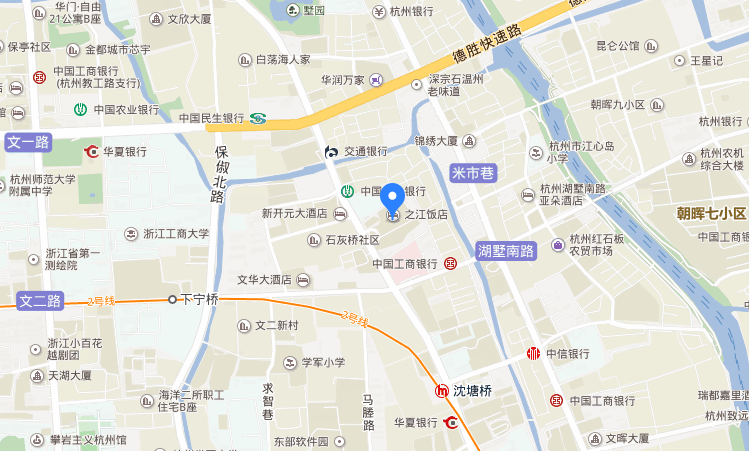 华门·自由
21公寓B座
文欣大厦
墅园
杭州银行
德胜快速路
昆仑公馆
王星记
保亭社区
金都城市芯宇
白荡海人家
中国工商银行
(杭州教工路支行)
华润万家
深宗石温州
老味道
朝晖九小区
中国农业银行
中国民生银行
杭州银行
文一路
华夏银行
保俶北路
交通银行
锦绣大厦
杭州市江心岛
小学
杭州农机
综合大楼
米市巷
杭州师范大学
附属中学
中国
银行
杭州湖墅南路
亚朵酒店
新开元大酒店
之江饭店
朝晖七小区
浙江工商大学
石灰桥社区
湖墅南路
杭州红石板
农贸市场
中国工商
浙江省第一
测绘院
中国工商银行
文华大酒店
文二路
2号线
下宁桥
2号线
文二新村
浙江小百花
越剧团
学军小学
中信银行
天湖大厦
求智巷
马塍路
沈塘桥
海洋二所职工
住宅B座
中国工商银行
瑞都嘉里
杭州致远
华夏银行
攀岩主义杭州馆
东部软件园
文晖大厦